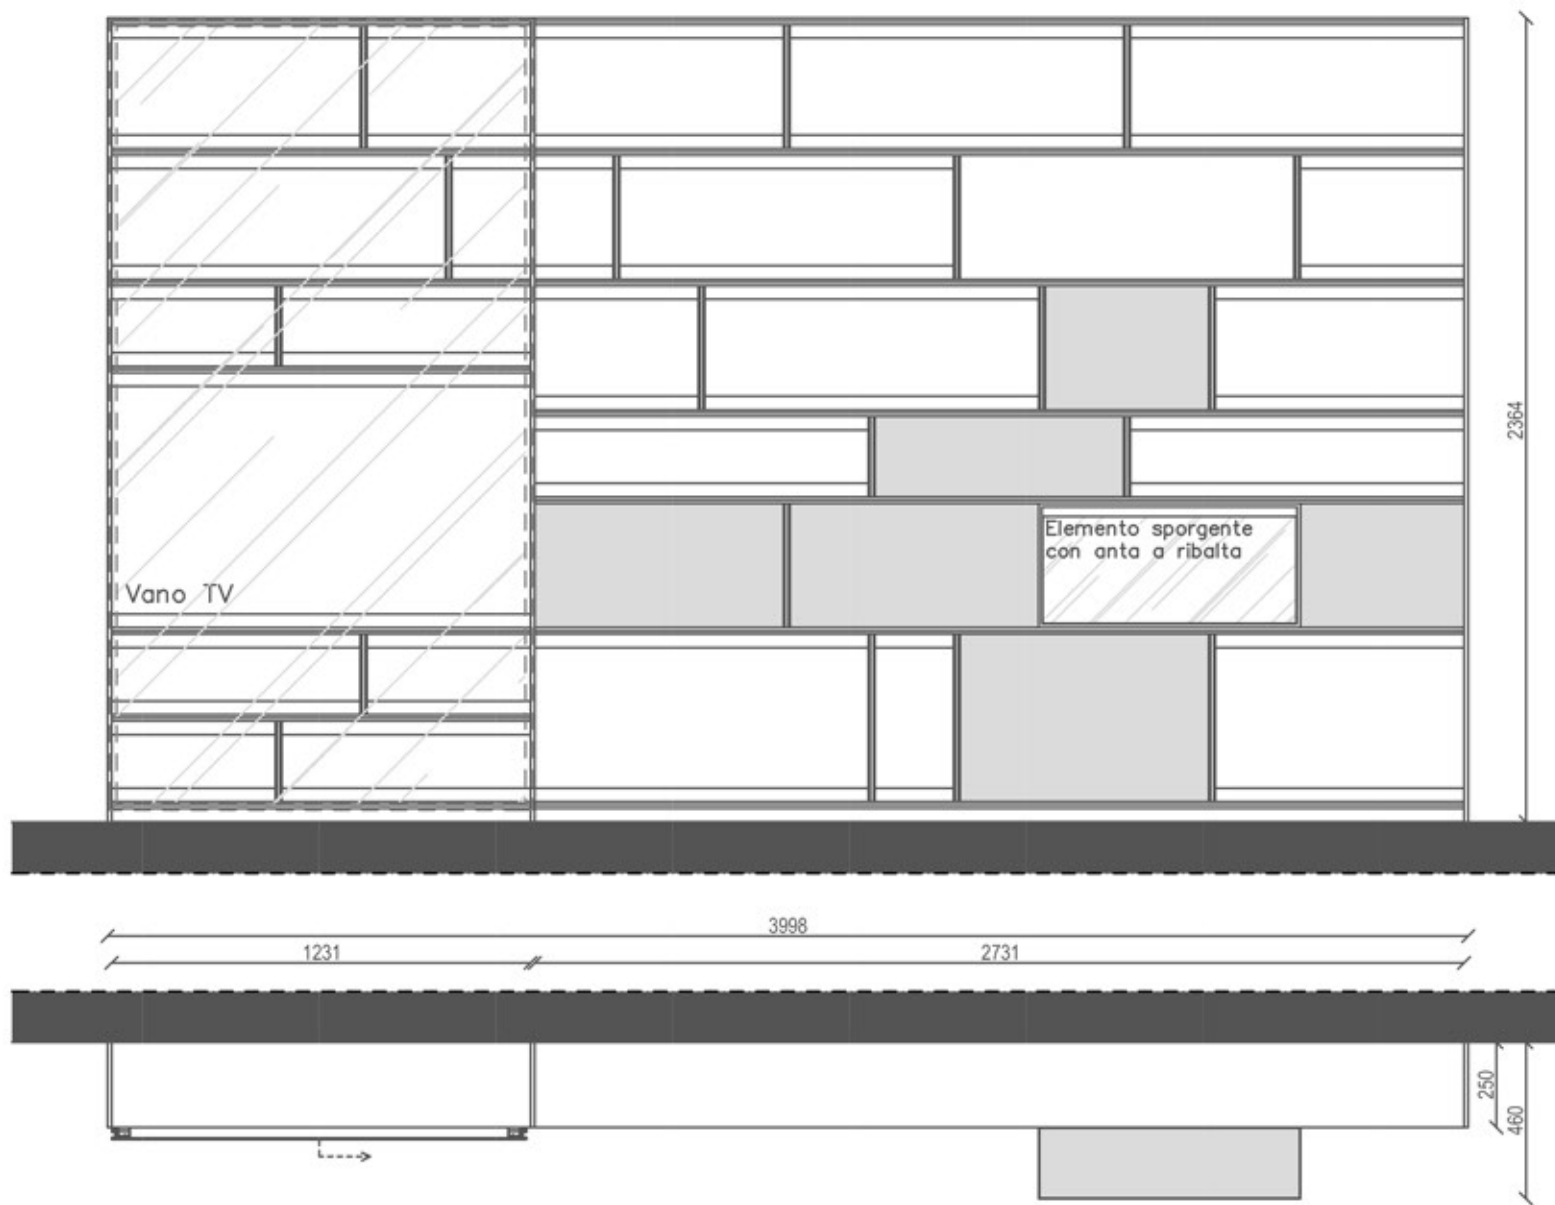 Elemento sporgente
con anta a ribalta
Vano TV
2364
3998
1231
2731
250
460